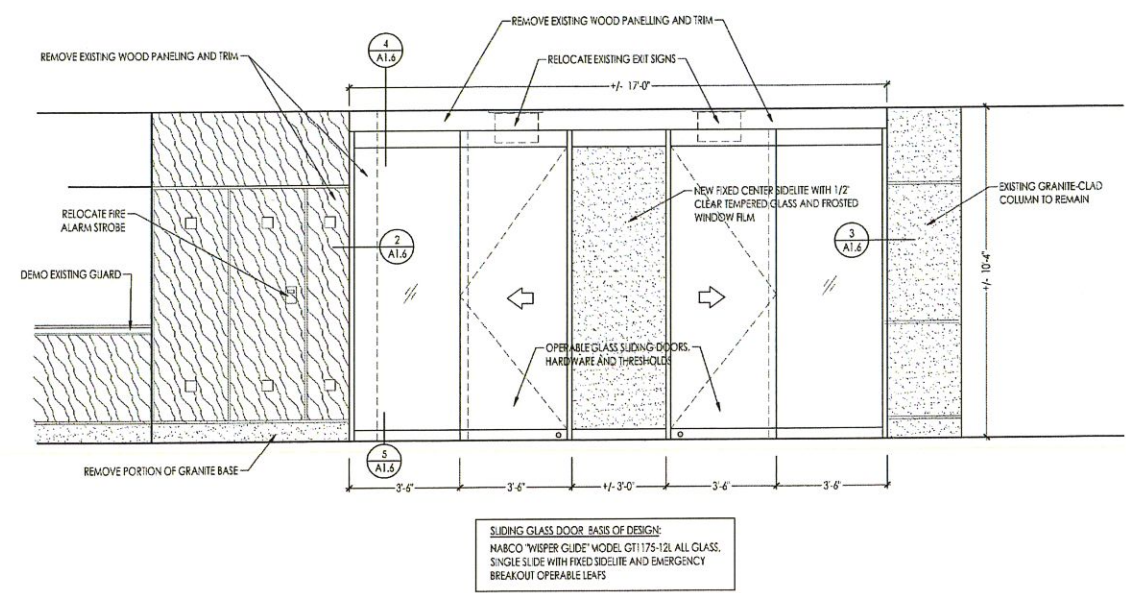 REMOVE EXISTING WOOD PANELLING AND TRIM
4
A1.6
REMOVE EXISTING WOOD PANELING AND TRIM
RELOCATE EXISTING EXIT SIGNS
+/- 17'-0"
NEW FIXED CENTER SIDELITE WITH 1/2"
CLEAR TEMPERED GLASS AND FROSTED
WINDOW FILM
EXISTING GRANITE-CLAD
COLUMN TO REMAIN
RELOCATE FIRE
ALARM STROBE
2
A1.6
3
A1.6
+/- 10'-4"
DEMO EXISTING GUARD
OPERABLE GLASS SLIDING DOORS,
HARDWARE AND THRESHOLDS
5
A1.6
REMOVE PORTION OF GRANITE BASE
3'-6"
3'-6"
+/-3'-0"
3'-6"
3'-6"
SLIDING GLASS DOOR BASIS OF DESIGN:
NABCO "WISPER GLIDE" MODEL GT1175-12L ALL GLASS,
SINGLE SLIDE WITH FIXED SIDELITE AND EMERGENCY
BREAKOUT OPERABLE LEAFS